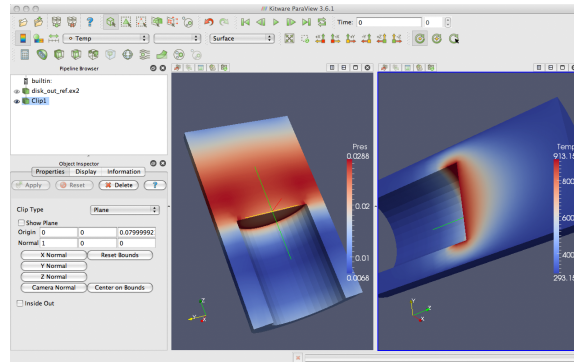 Kitware ParaView 3.6.1
Time: 0 0
Temp Surface
Pipeline Browser
builtin:
disk_out_ref.ex2
Clip1
Object Inspector
Properties Display Information
Apply Reset Delete ?
Clip Type Plane
Show Plane
Origin 0 0 0.07999992
Normal 1 0 0
X Normal Reset Bounds
Y Normal
Z Normal
Camera Normal Center on Bounds
Inside Out
Pres
0.0288
0.02
0.01
0.0068
Z
Y X
Temp
913.15
800
600
400
293.15
Y
Z
X